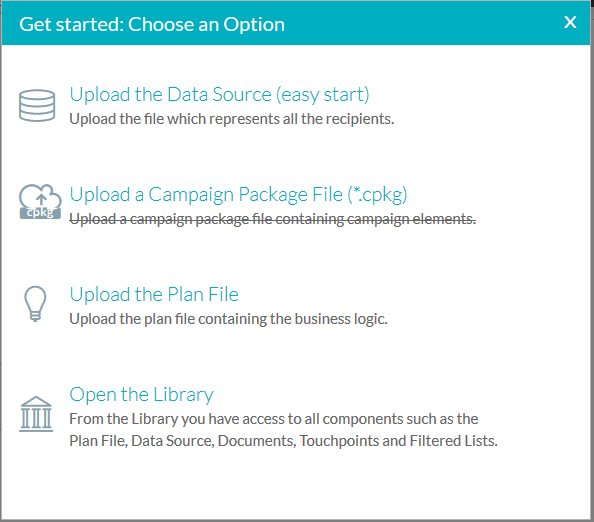 Get started: Choose an Option
X
Upload the Data Source (easy start)
Upload the file which represents all the recipients.
cpkg
Upload a Campaign Package File (*.cpkg)
Upload a campaign package file containing campaign elements.
Upload the Plan File
Upload the plan file containing the business logic.
Open the Library
From the Library you have access to all components such as the
Plan File, Data Source, Documents, Touchpoints and Filtered Lists.